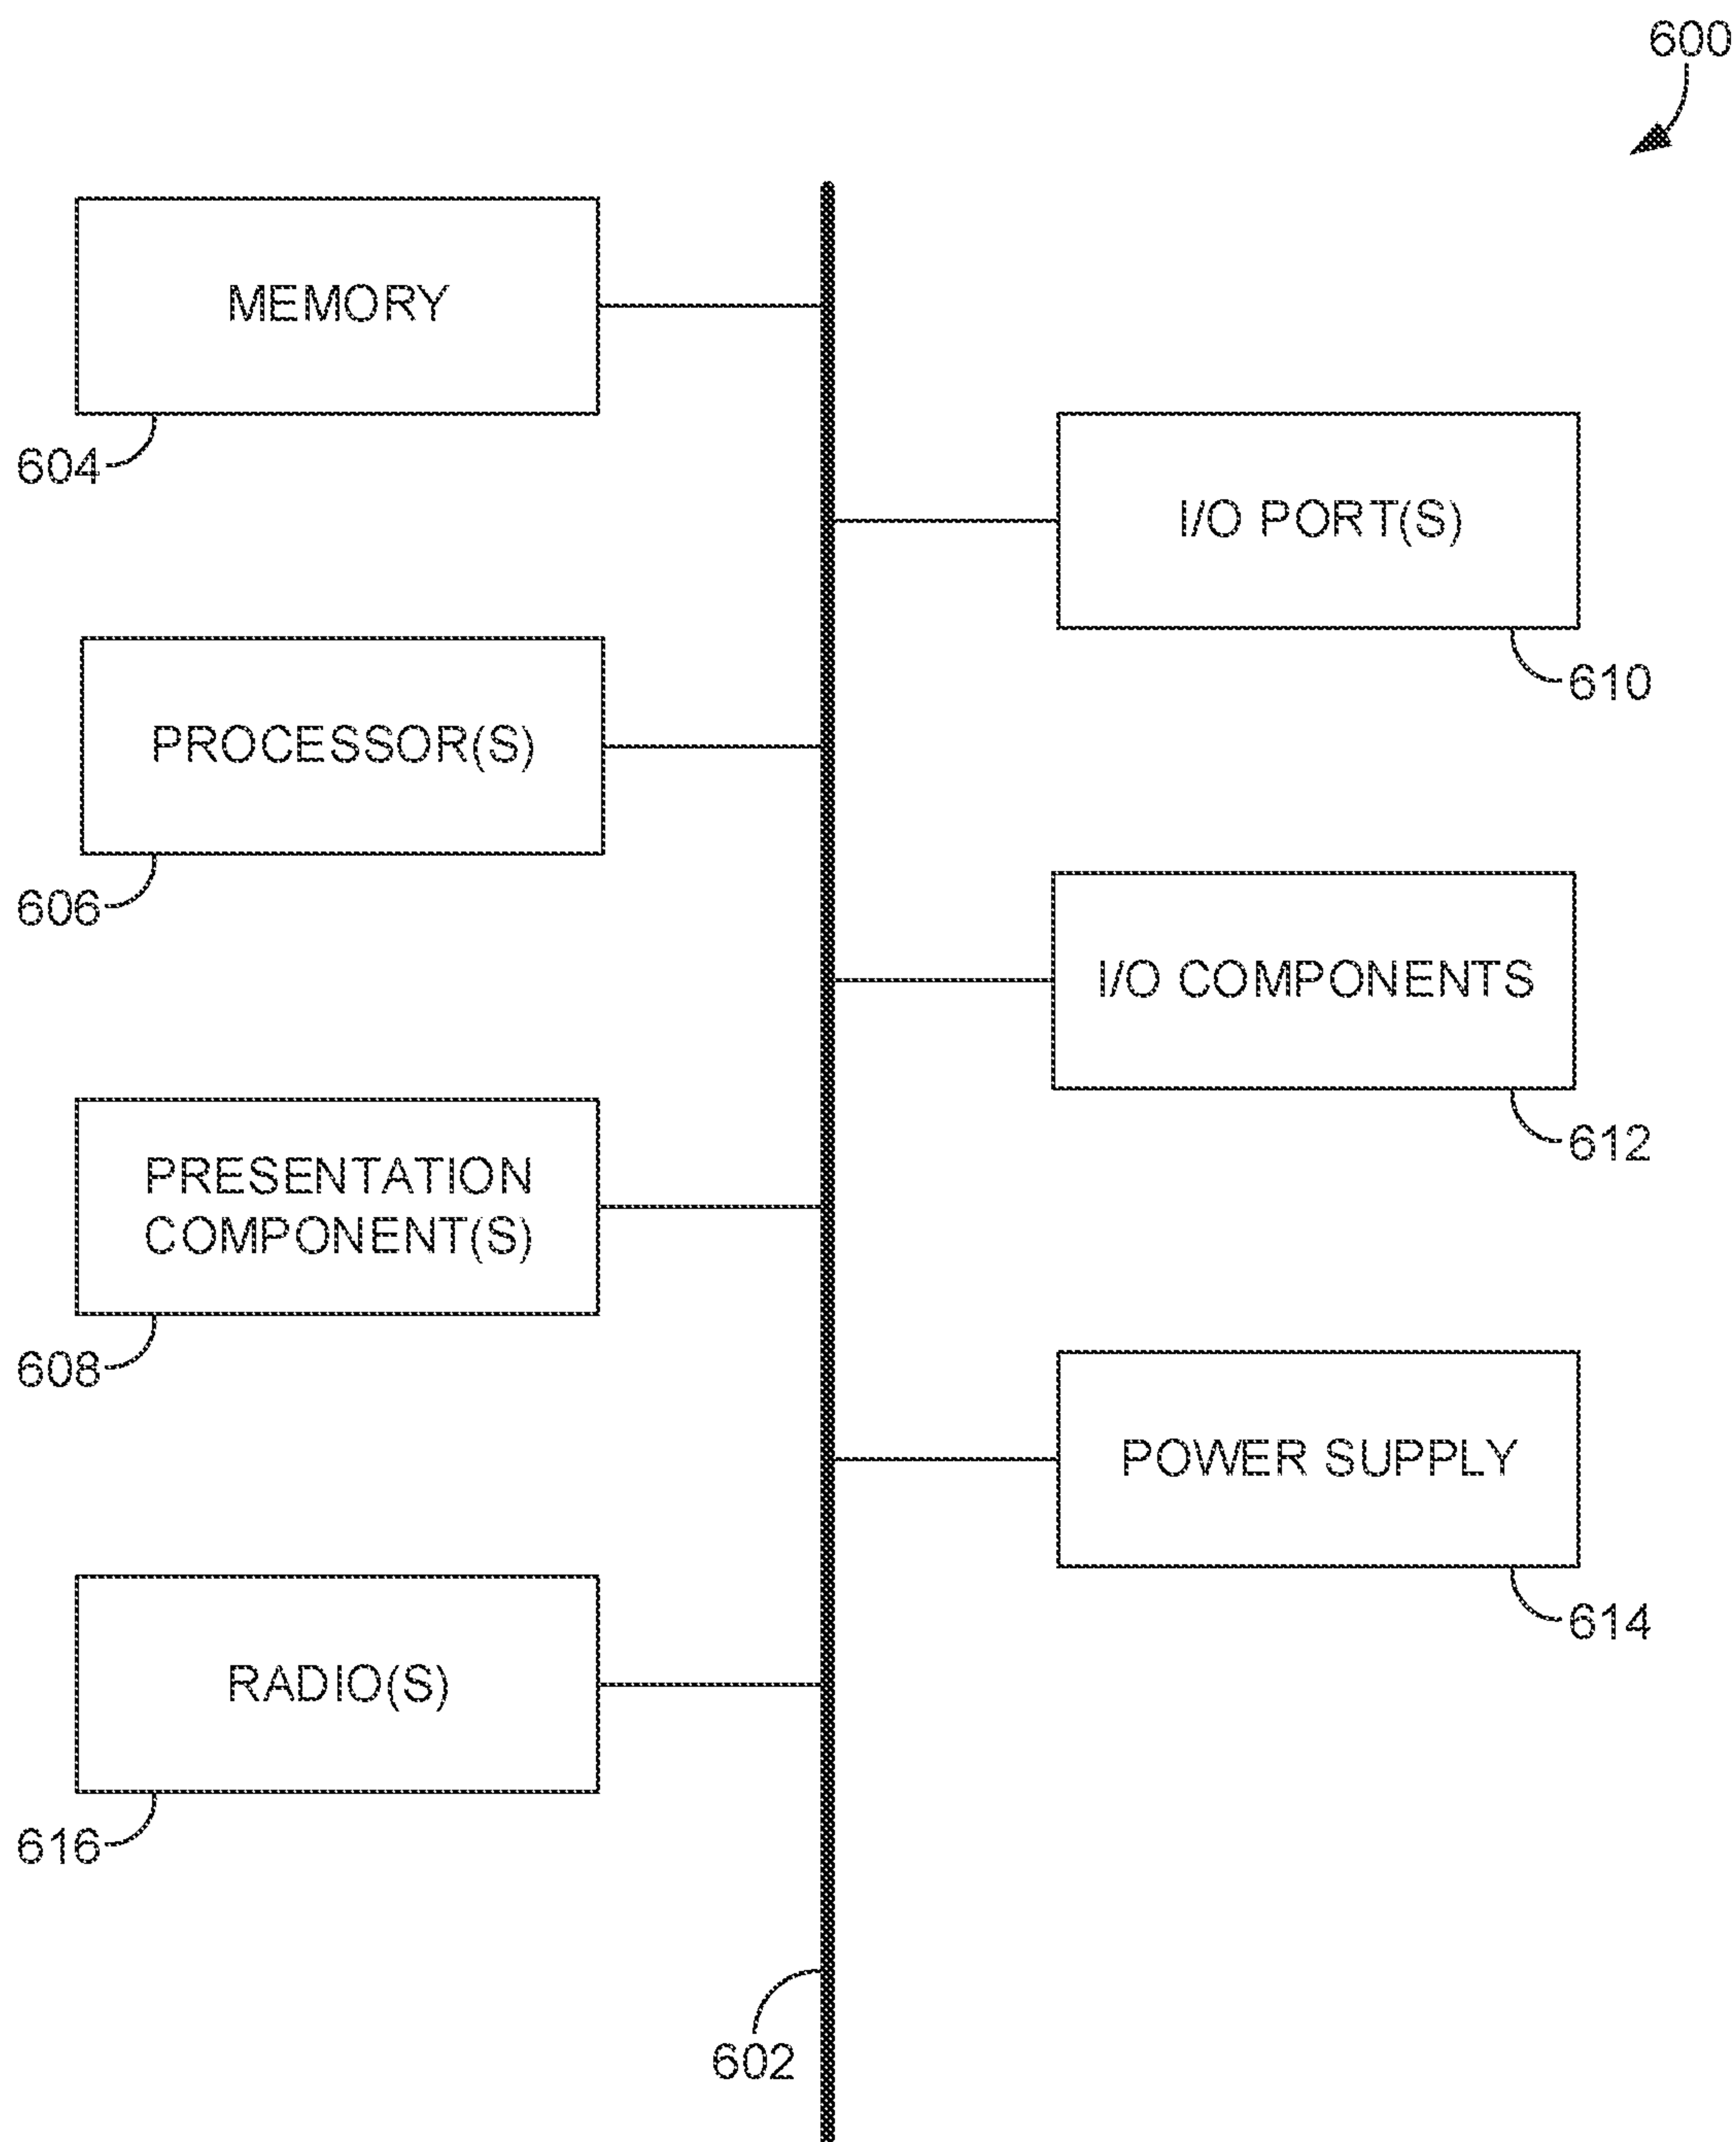 600
MEMORY
604
I/O PORT(S)
610
PROCESSOR(S)
606
I/O COMPONENTS
612
PRESENTATION
COMPONENT(S)
608
POWER SUPPLY
614
RADIO(S)
616
602